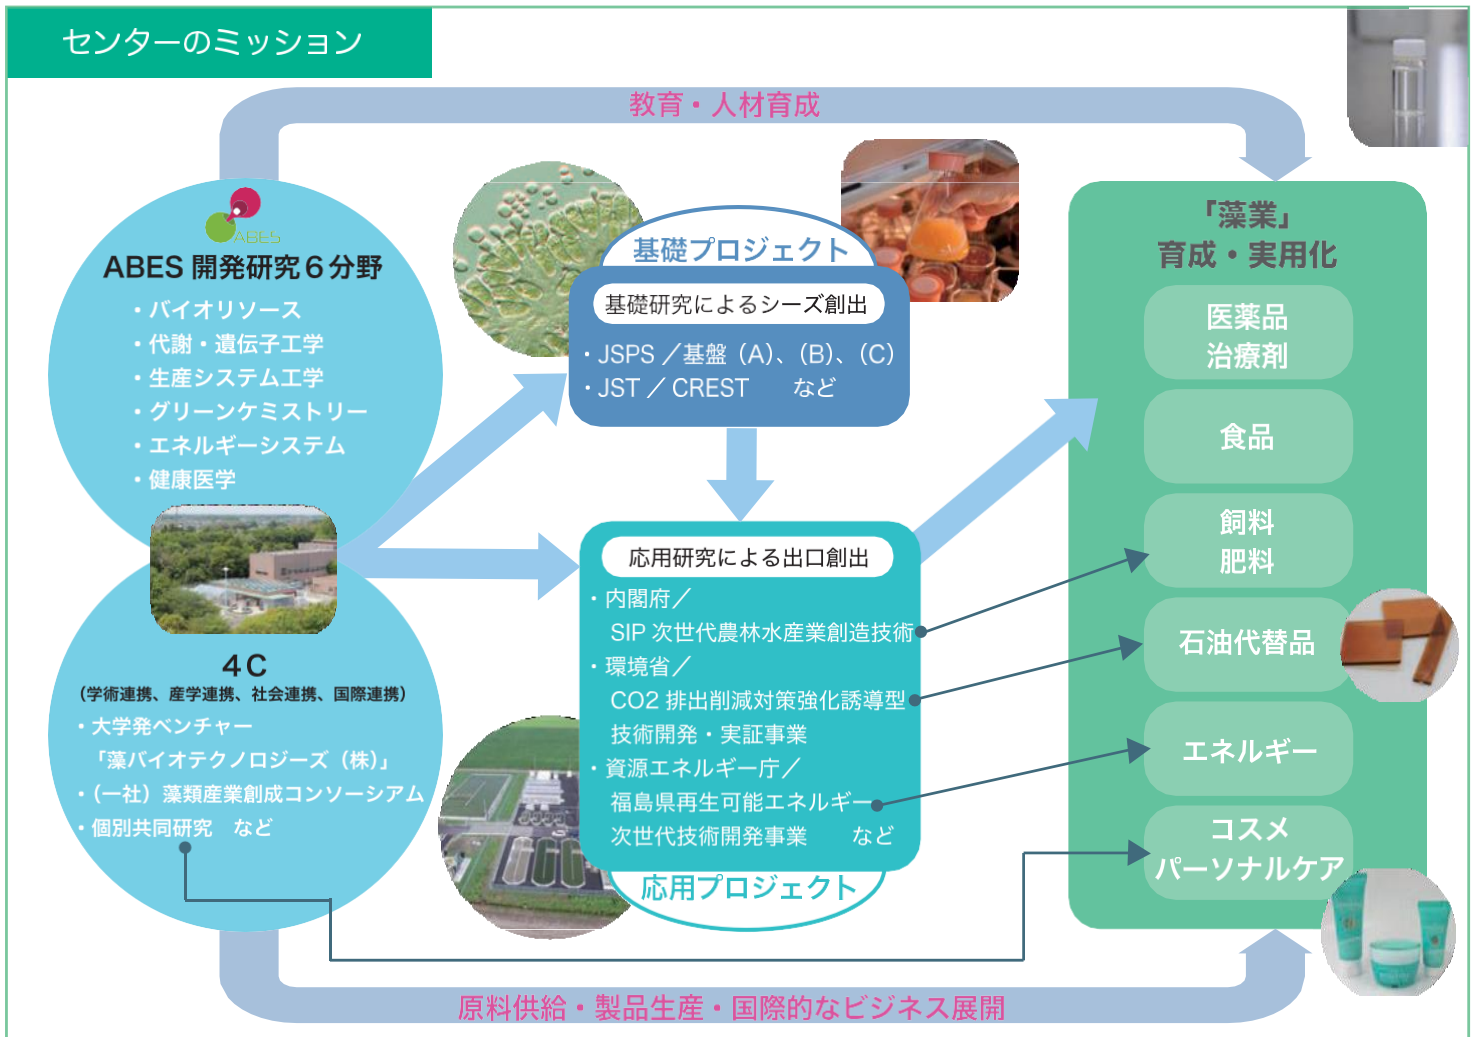 センターのミッション
教育・人材育成
ABES
ABES 開発研究６分野
・バイオリソース
・代謝・遺伝子工学
・生産システム工学
・グリーンケミストリー
・エネルギーシステム
・健康医学
４C
（学術連携、産学連携、社会連携、国際連携）
・大学発ベンチャー
「藻バイオテクノロジーズ（株）」
・（一社）藻類産業創成コンソーシアム
・個別共同研究　など
基礎プロジェクト
基礎研究によるシーズ創出
・JSPS ／基盤（A）、（B）、（C）
・JST ／ CREST　　など
応用研究による出口創出
・内閣府／
SIP 次世代農林水産業創造技術
・環境省／
CO2 排出削減対策強化誘導型
技術開発・実証事業
・資源エネルギー庁／
福島県再生可能エネルギー
次世代技術開発事業　　など
応用プロジェクト
「藻業」
育成・実用化
医薬品
治療剤
食品
飼料
肥料
石油代替品
エネルギー
コスメ
パーソナルケア
原料供給・製品生産・国際的なビジネス展開